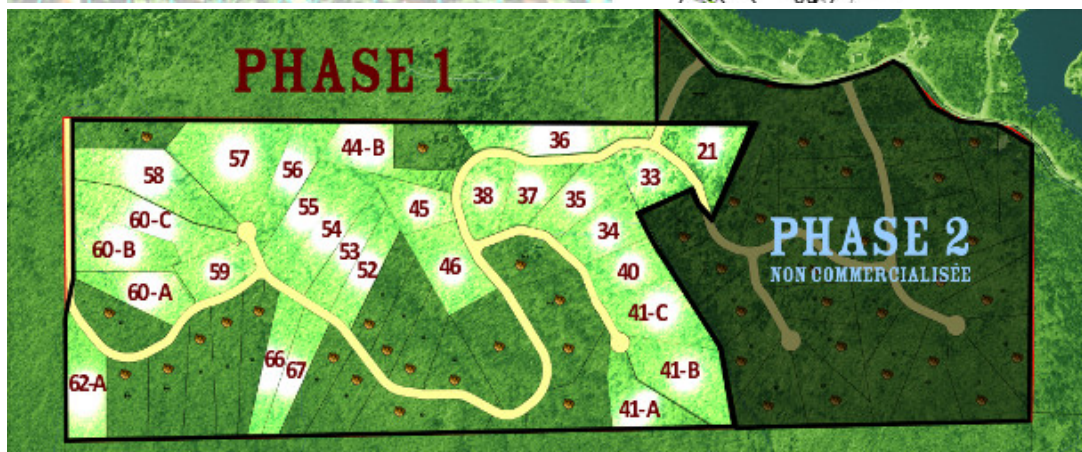 PHASE 1
36
21
57
44-B
56
58
33
38
37
35
45
55
60-C
54
34
60-B
53
46
59
52
40
60-A
41-C
PHASE 2
NON COMMERCIALISÉE
66
67
41-B
62-A
41-A